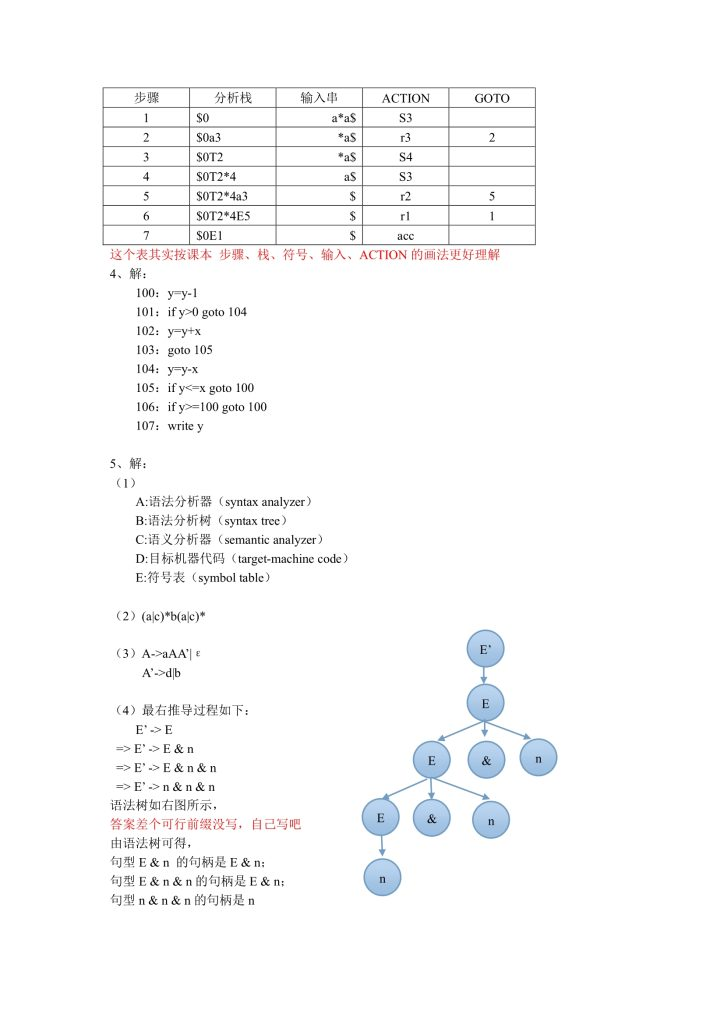 步骤 分析栈 输入串 ACTION GOTO
1 $0 a*a$ S3
2 $0a3 *a$ r3 2
3 $0T2 *a$ S4
4 $0T2*4 a$ S3
5 $0T2*4a3 $ r2 5
6 $0T2*4E5 $ r1 1
7 $0E1 $ acc
这个表其实按课本 步骤、栈、符号、输入、ACTION 的画法更好理解
4、解：
100：y=y-1
101：if y>0 goto 104
102：y=y+x
103：goto 105
104：y=y-x
105：if y<=x goto 100
106：if y>=100 goto 100
107：write y
5、解：
（1）
A:语法分析器（syntax analyzer）
B:语法分析树（syntax tree）
C:语义分析器（semantic analyzer）
D:目标机器代码（target-machine code）
E:符号表（symbol table）
（2）(a|c)*b(a|c)*
（3）A->aAA’| ε
A’->d|b
（4）最右推导过程如下：
E’ -> E
=> E’ -> E & n
=> E’ -> E & n & n
=> E’ -> n & n & n
语法树如右图所示，
答案差个可行前缀没写，自己写吧
由语法树可得，
句型 E & n 的句柄是 E & n；
句型 E & n & n 的句柄是 E & n；
句型 n & n & n 的句柄是 n
E’
E
E & n
E & n
n